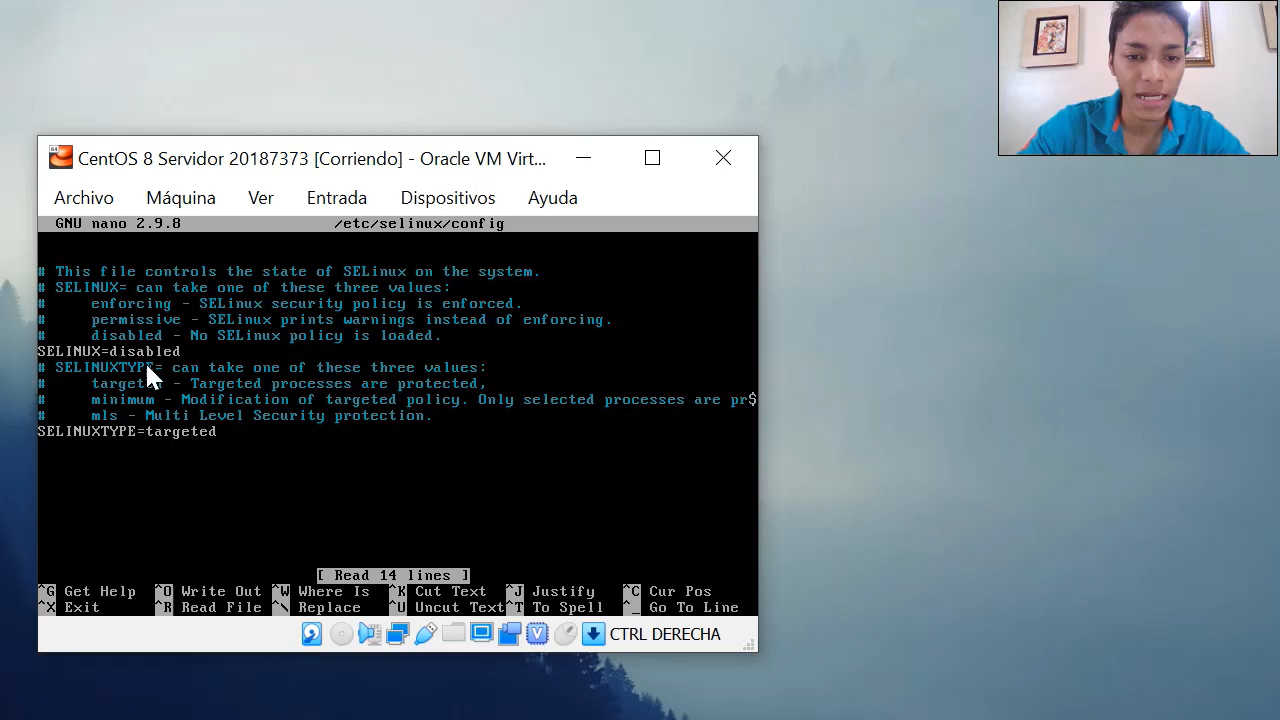 64
CentOS 8 Servidor 20187373 [Corriendo] - Oracle VM Virt...
Archivo Máquina Ver Entrada Dispositivos Ayuda
GNU nano 2.9.8 /etc/selinux/config
# This file controls the state of SELinux on the system.
# SELINUX= can take one of these three values:
# enforcing - SELinux security policy is enforced.
# permissive - SELinux prints warnings instead of enforcing.
# disabled - No SELinux policy is loaded.
SELINUX=disabled
# SELINUXTYPE= can take one of these three values:
# - Targeted processes are protected,
# minimum - Modification of targeted policy. Only selected processes are pr$
# mls - Multi Level Security protection.
SELINUXTYPE=targeted
[ Read 14 lines ]
^G Get Help ^O Write Out ^W Where Is ^K Cut Text ^J Justify ^C Cur Pos
^X Exit ^R Read File ^\ Replace ^U Uncut Text ^T To Spell ^_ Go To Line
V CTRL DERECHA